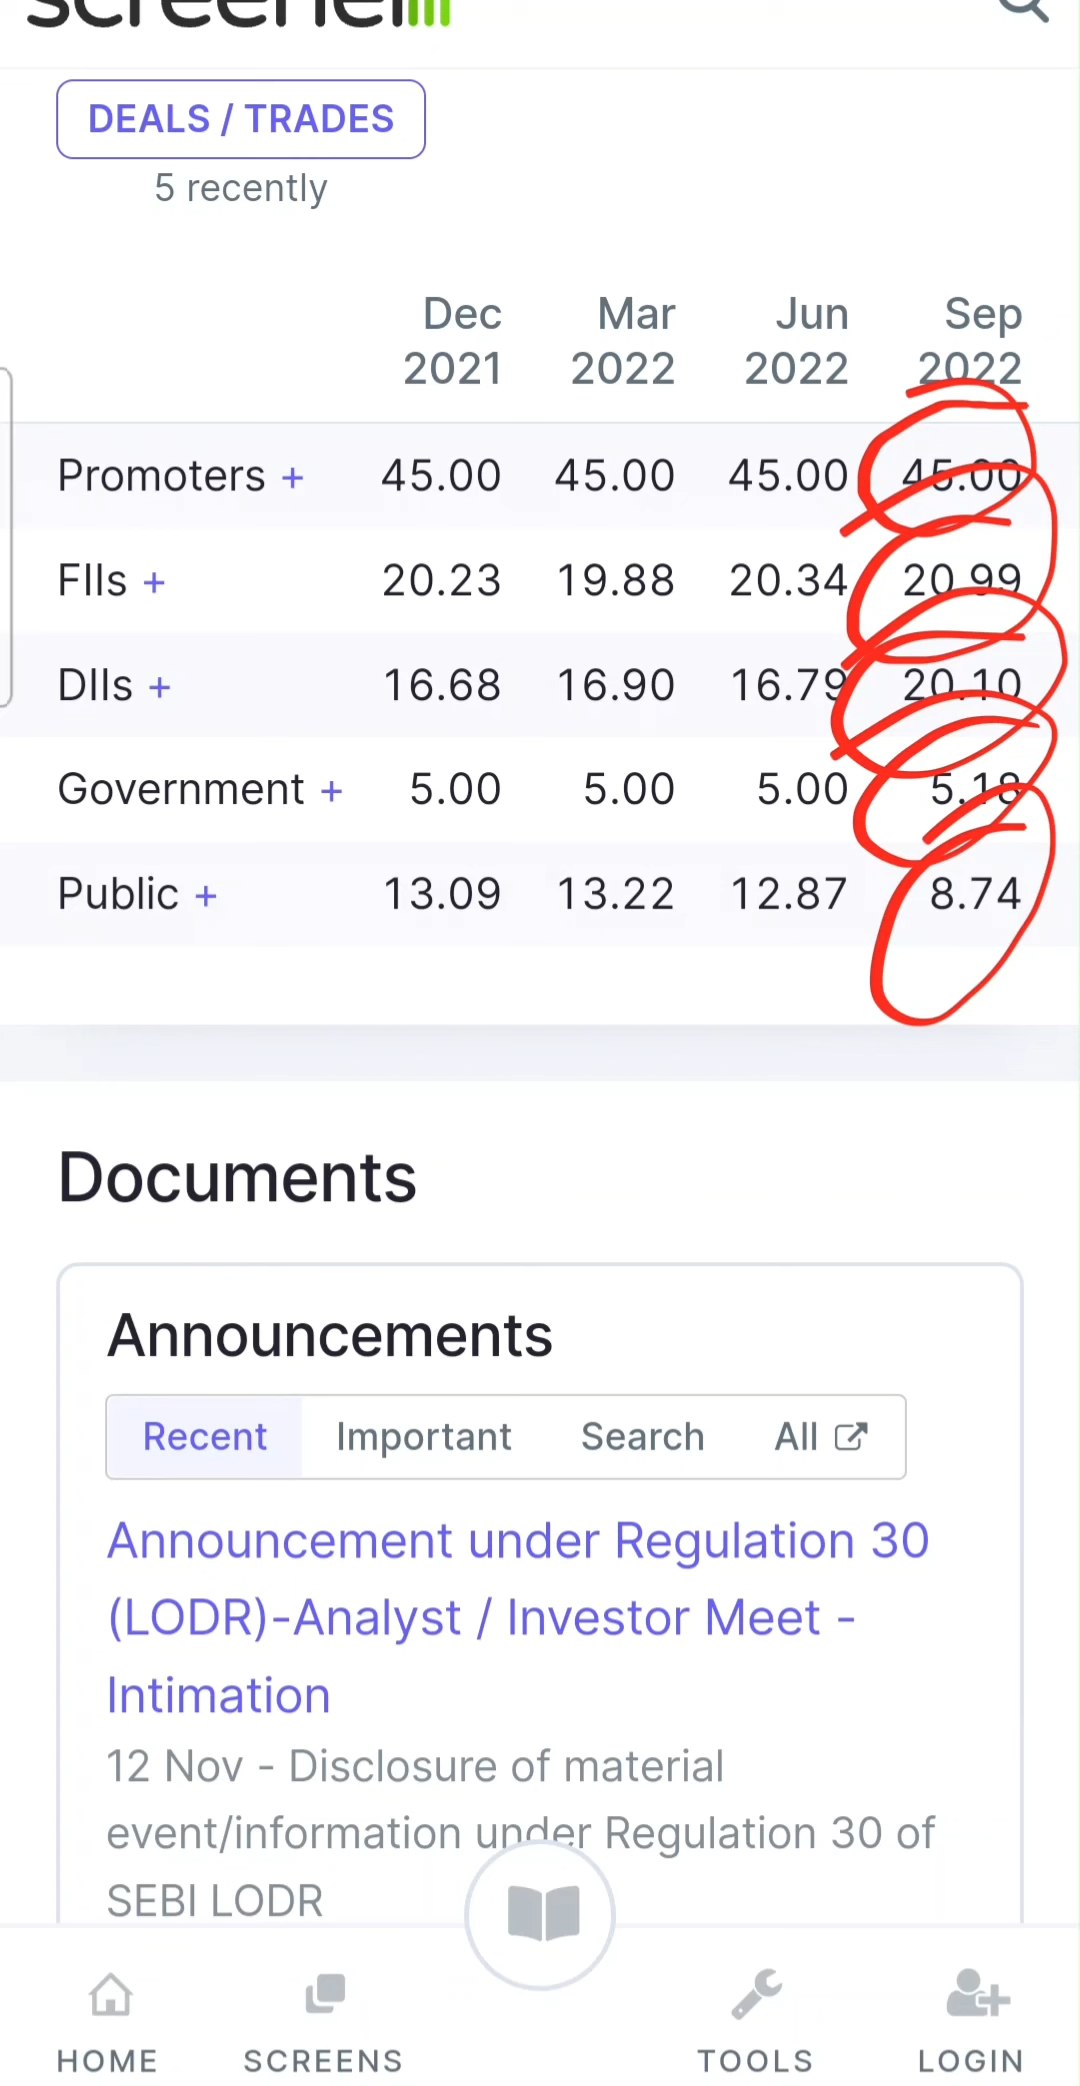 screener
DEALS / TRADES
5 recently
Dec 2021 Mar 2022 Jun 2022 Sep 2022
Promoters + 45.00 45.00 45.00 45.00
FIIs + 20.23 19.88 20.34 20.99
DIIs + 16.68 16.90 16.79 20.10
Government + 5.00 5.00 5.00 5.18
Public + 13.09 13.22 12.87 8.74
Documents
Announcements
Recent Important Search All
Announcement under Regulation 30
(LODR)-Analyst / Investor Meet -
Intimation
12 Nov - Disclosure of material
event/information under Regulation 30 of
SEBI LODR
HOME SCREENS TOOLS LOGIN